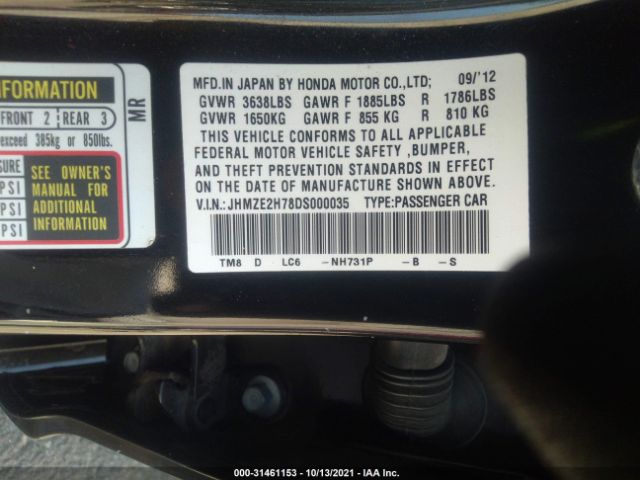 INFORMATION
FRONT 2 REAR 3
exceed 385kg or 850lbs.
SURE
PSI
PSI
PSI
SEE OWNER'S
MANUAL FOR
ADDITIONAL
INFORMATION
MR
MFD.IN JAPAN BY HONDA MOTOR CO.,LTD; 09/'12
GVWR 3638LBS GAWR F 1885LBS R 1786LBS
GVWR 1650KG GAWR F 855 KG R 810 KG
THIS VEHICLE CONFORMS TO ALL APPLICABLE
FEDERAL MOTOR VEHICLE SAFETY ,BUMPER,
AND THEFT PREVENTION STANDARDS IN EFFECT
ON THE DATE OF MANUFACTURE SHOWN ABOVE.
V.I.N.: JHMZE2H78DS000035 TYPE:PASSENGER CAR
TM8 D LC6 -NH731P -B -S
000-31461153 - 10/13/2021 - IAA Inc.